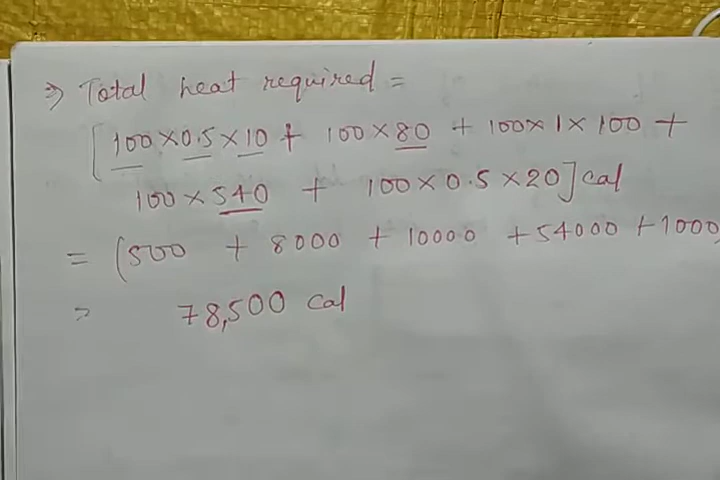 ⇒ Total heat required =
[100×0.5×10 + 100×80 + 100×1×100 +
100×540 + 100×0.5×20] cal
= (500 + 8000 + 10000 + 54000 + 1000
= 78,500 cal